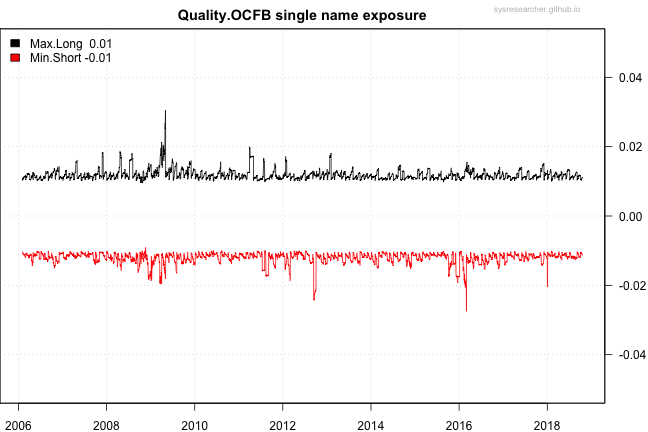 Quality.OCFB single name exposure
sysresearcher.github.io
Max.Long 0.01
Min.Short -0.01
0.04
0.02
0.00
-0.02
-0.04
2006 2008 2010 2012 2014 2016 2018